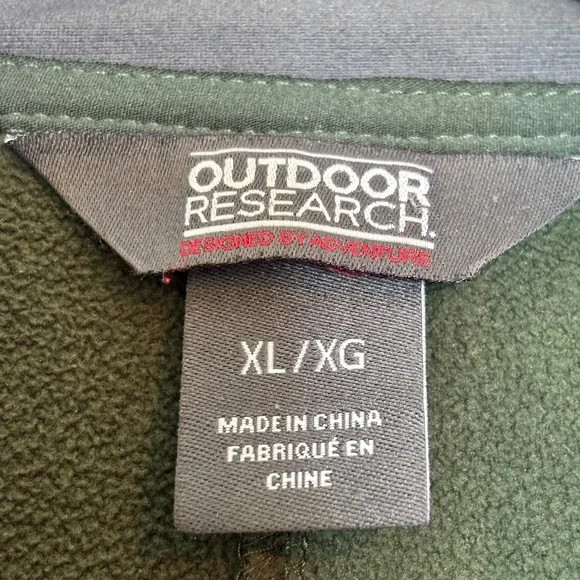 OUTDOOR
RESEARCH.
DESIGNED BY ADVENTURE
XL/XG
MADE IN CHINA
FABRIQUÉ EN
CHINE